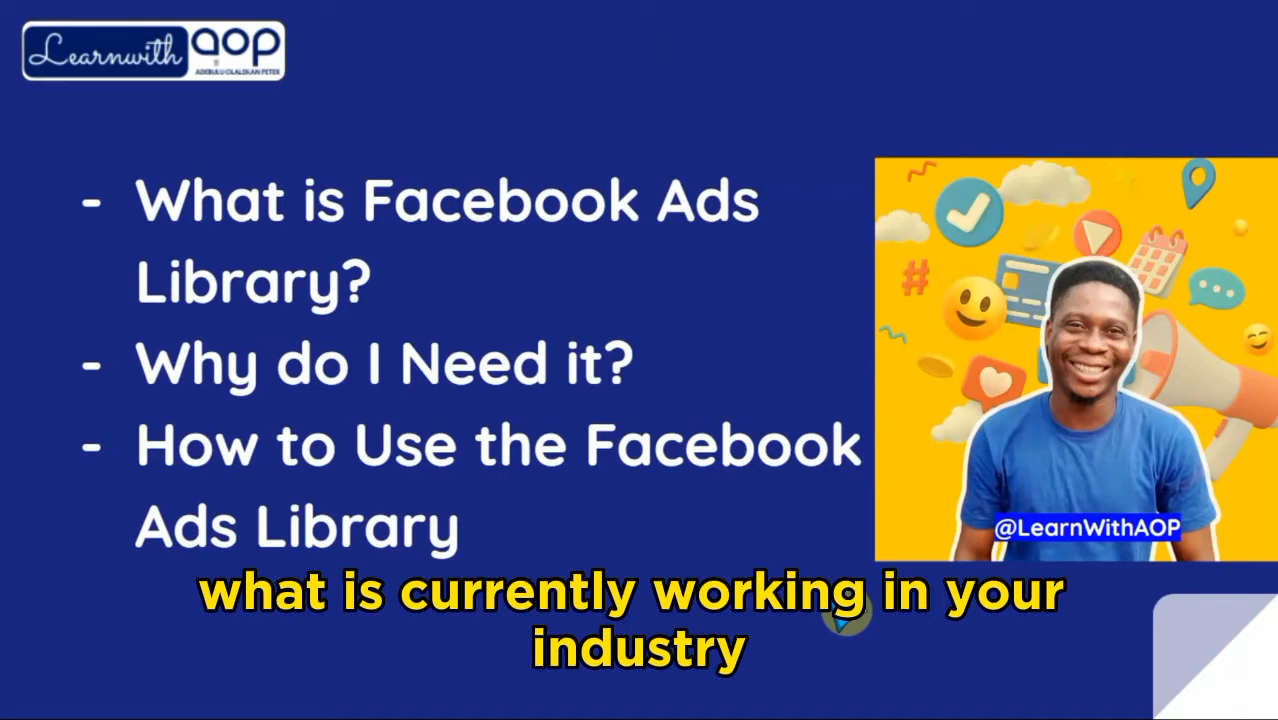 Learnwith aop
ADEBULU OLALEKAN PETER
- What is Facebook Ads
Library?
- Why do I Need it?
- How to Use the Facebook
Ads Library
#
@LearnWithAOP
what is currently working in your
industry